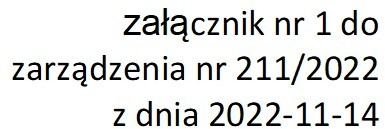 załącznik nr 1 do
zarządzenia nr 211/2022
z dnia 2022-11-14